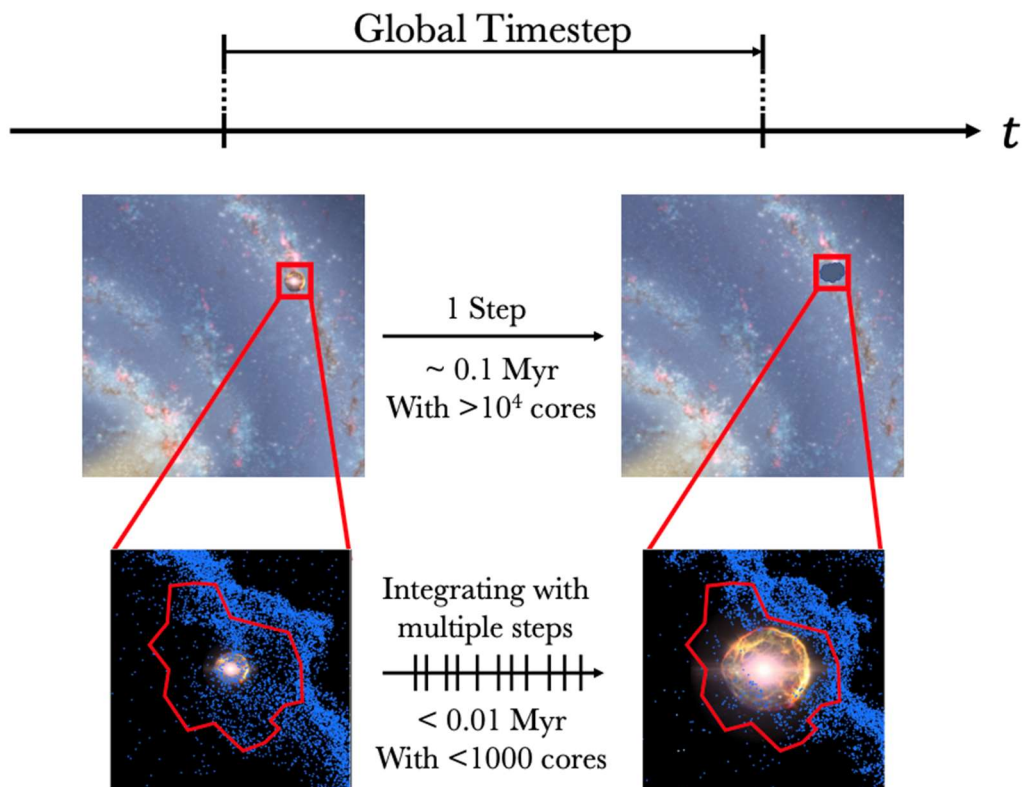 Global Timestep
t
1 Step
~ 0.1 Myr
With >10⁴ cores
Integrating with
multiple steps
< 0.01 Myr
With <1000 cores